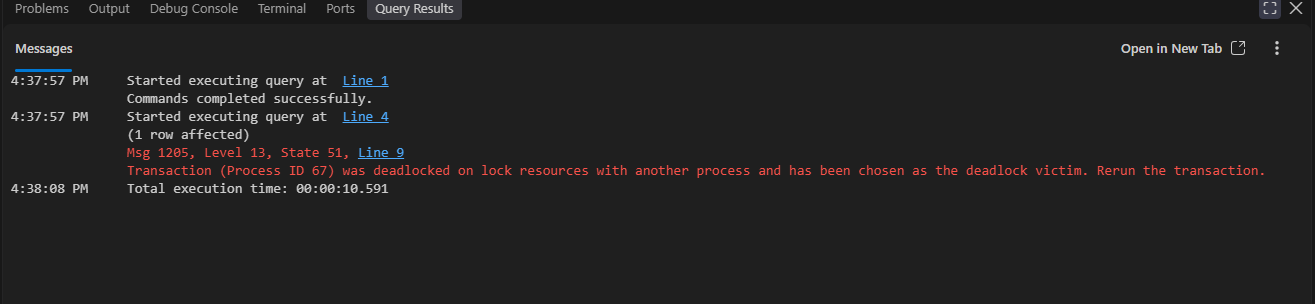 Problems Output Debug Console Terminal Ports Query Results
Messages Open in New Tab
4:37:57 PM Started executing query at Line 1
Commands completed successfully.
4:37:57 PM Started executing query at Line 4
(1 row affected)
Msg 1205, Level 13, State 51, Line 9
Transaction (Process ID 67) was deadlocked on lock resources with another process and has been chosen as the deadlock victim. Rerun the transaction.
4:38:08 PM Total execution time: 00:00:10.591